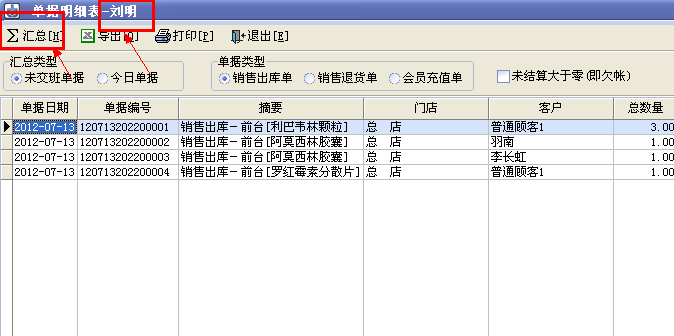 单据明细表-刘明
∑ 汇总[H] 导出[O] 打印[P] 退出[E]
汇总类型 单据类型
未交班单据 今日单据 销售出库单 销售退货单 会员充值单 未结算大于零(即欠帐)
单据日期 单据编号 摘要 门店 客户 总数量
2012-07-13 120713202200001 销售出库－前台[利巴韦林颗粒] 总 店 普通顾客1 3.00
2012-07-13 120713202200002 销售出库－前台[阿莫西林胶囊] 总 店 羽南 1.00
2012-07-13 120713202200003 销售出库－前台[阿莫西林胶囊] 总 店 李长虹 1.00
2012-07-13 120713202200004 销售出库－前台[罗红霉素分散片] 总 店 普通顾客1 1.00